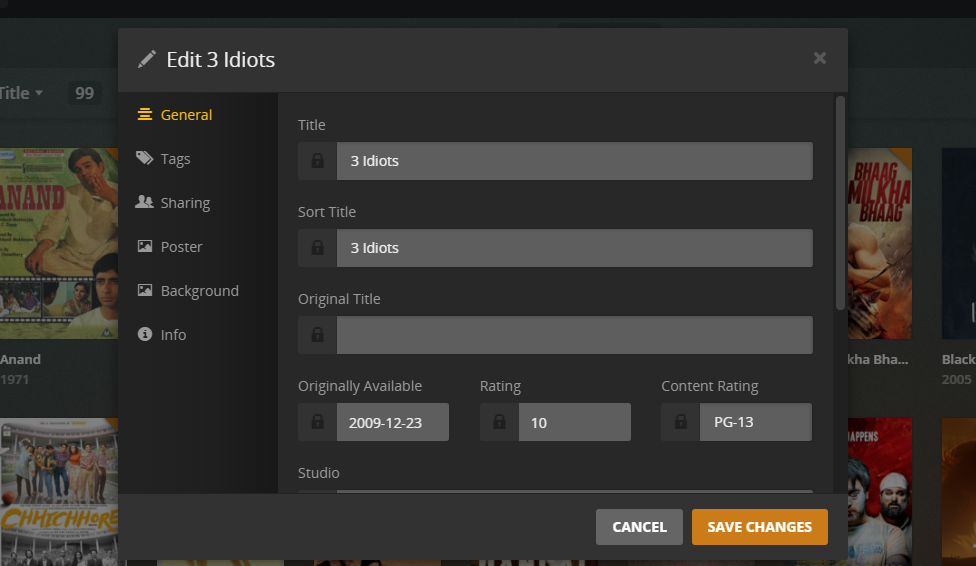 Edit 3 Idiots
Title
99
General
Tags
Sharing
Poster
Background
Info
Title
3 Idiots
Sort Title
3 Idiots
Original Title
Originally Available
Rating
Content Rating
2009-12-23
10
PG-13
Studio
CANCEL
SAVE CHANGES
ANAND
Anand
1971
BHAAG
MILKHA
BHAAG
kha Bha...
Black
2005
CHHICHHORE
HAPPENS